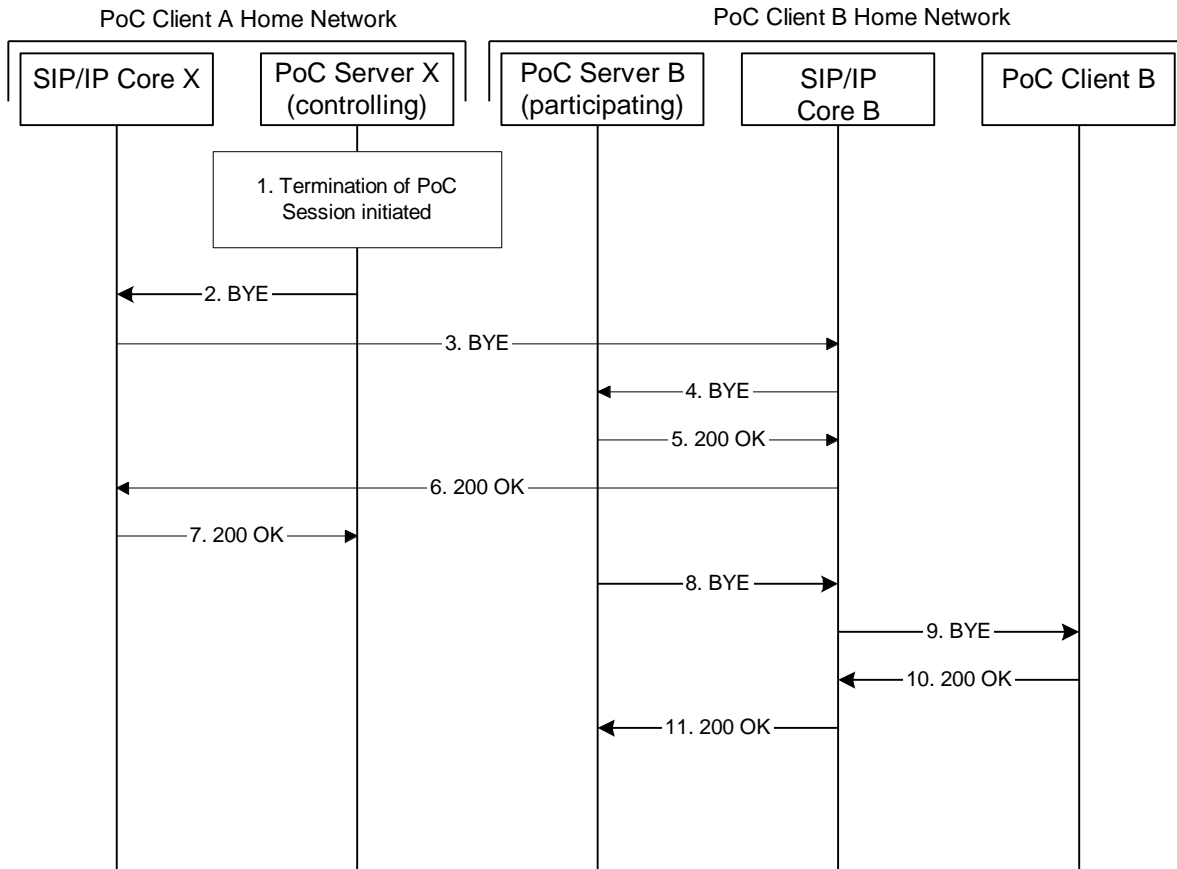 PoC Client A Home Network
PoC Client B Home Network
SIP/IP Core X
PoC Server X
(controlling)
PoC Server B
(participating)
SIP/IP
Core B
PoC Client B
1. Termination of PoC
Session initiated
2. BYE
3. BYE
4. BYE
5. 200 OK
6. 200 OK
7. 200 OK
8. BYE
9. BYE
10. 200 OK
11. 200 OK